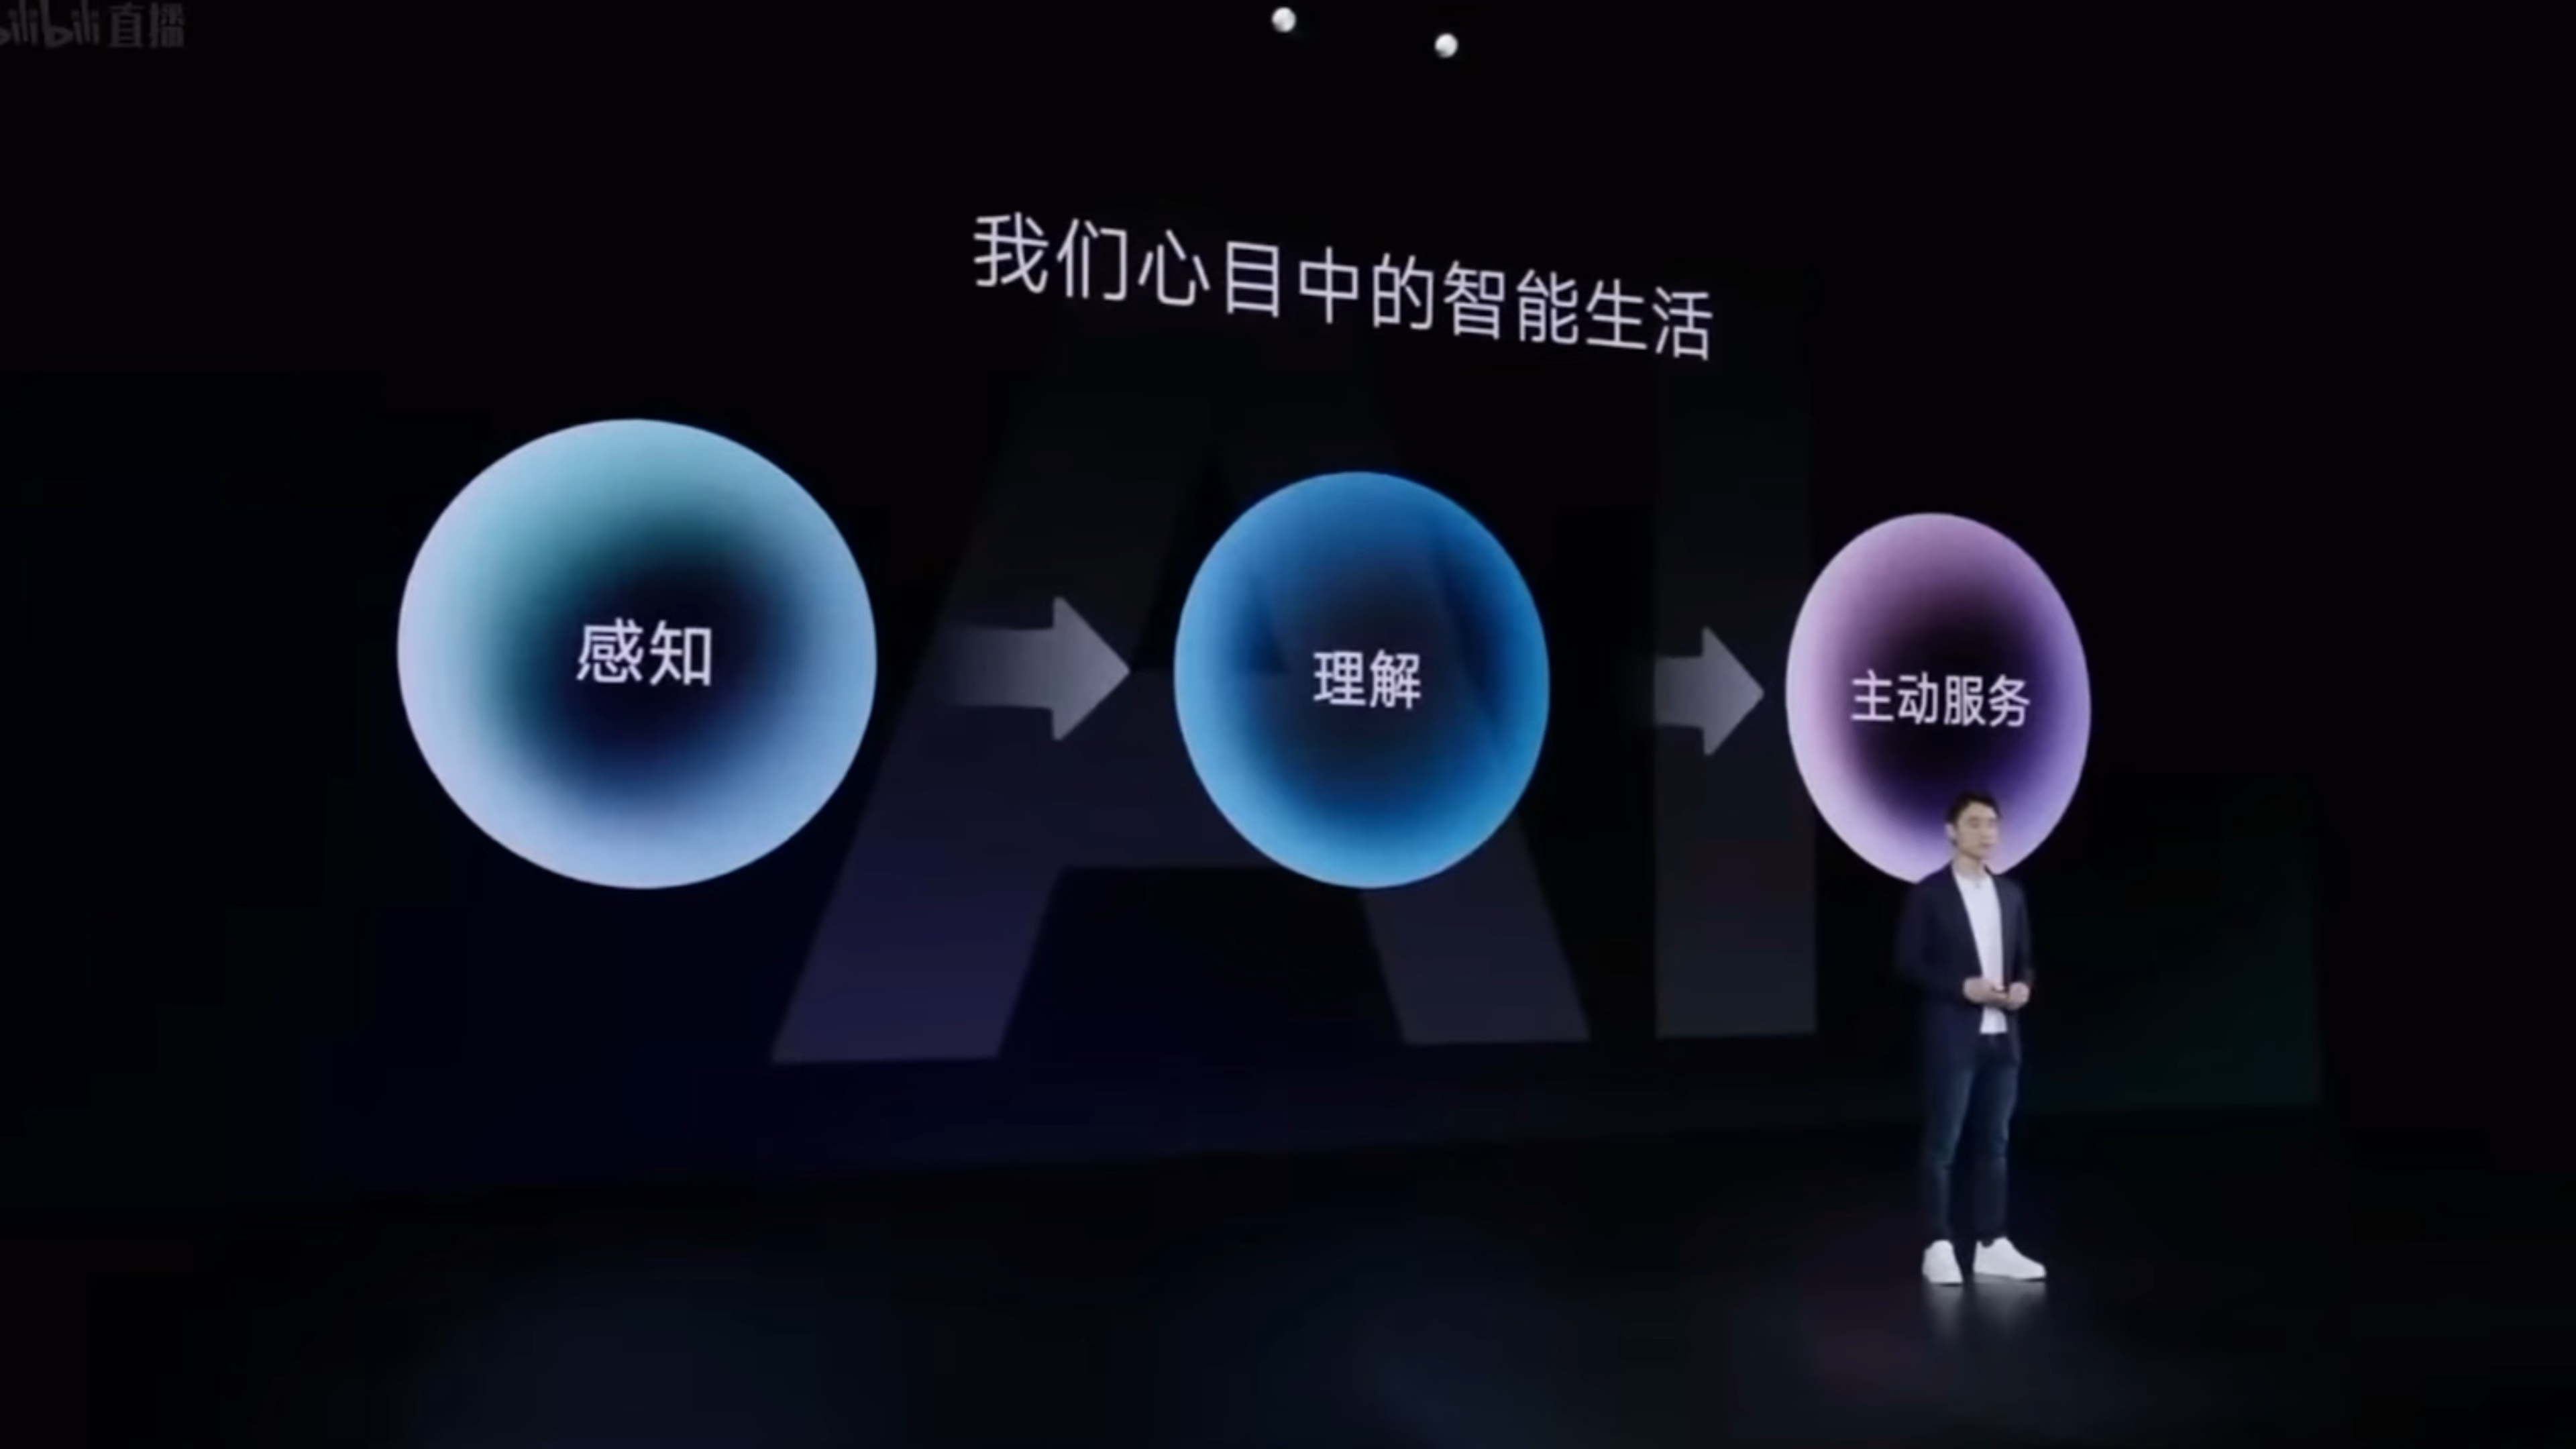 bilibili直播
我们心目中的智能生活
AI
感知
理解
主动服务